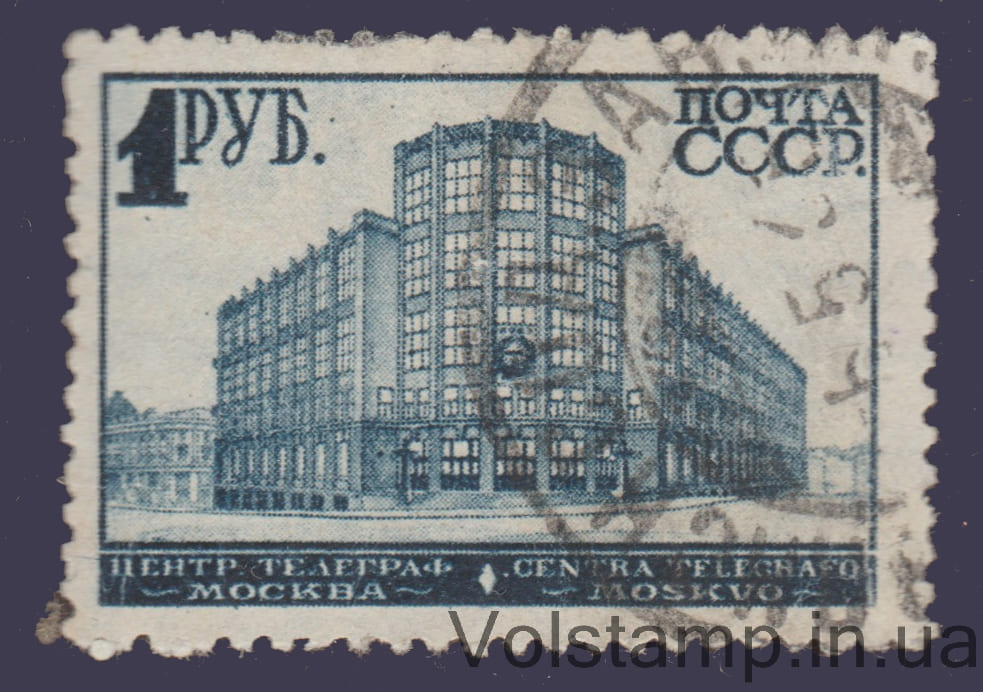 1 РУБ.
ПОЧТА
СССР.
ЦЕНТР. ТЕЛЕГРАФ
МОСКВА
CENTRA TELEGRAFO
MOSKVO
Volstamp.in.ua